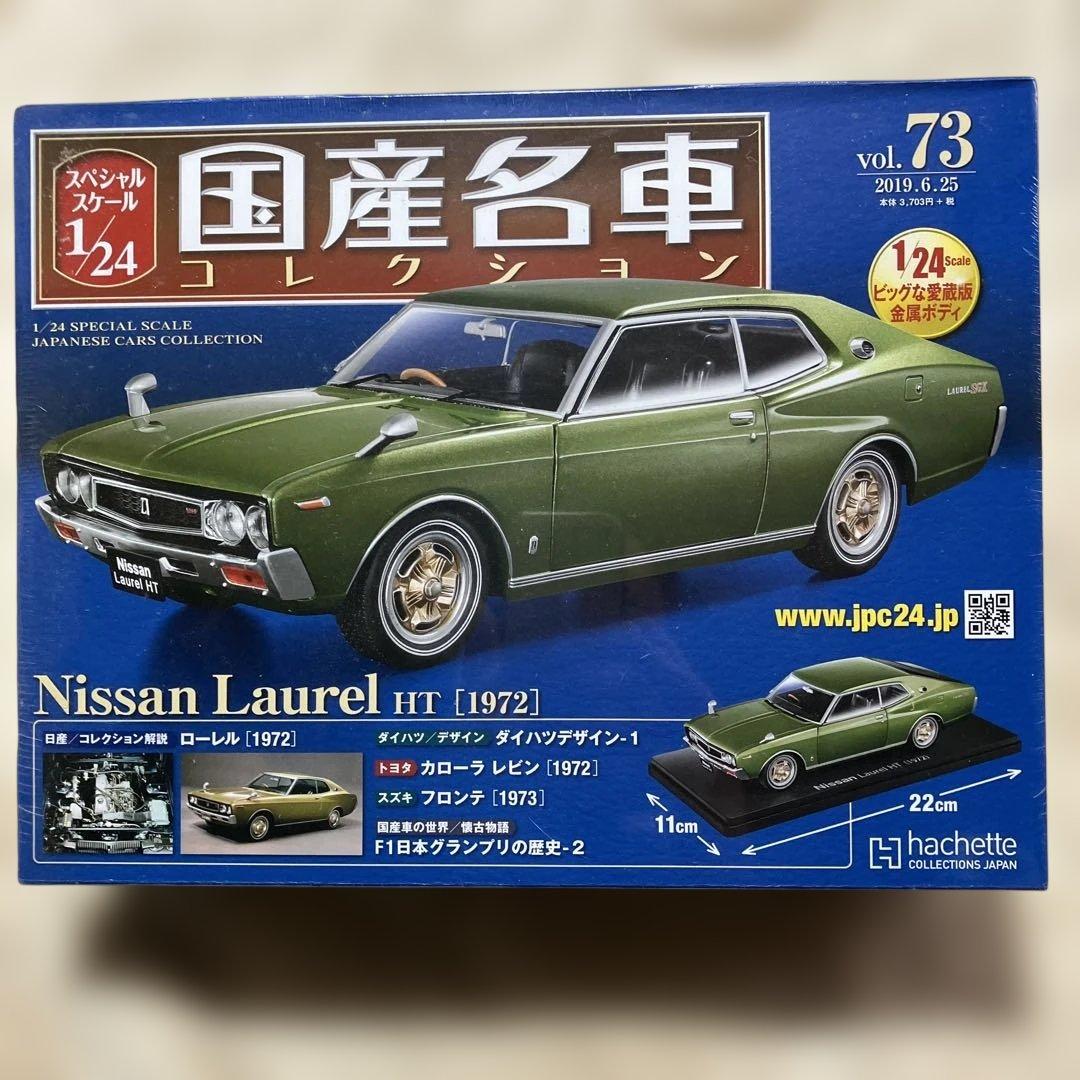 スペシャル
スケール
1/24
国産名車
コレクション
1/24 SPECIAL SCALE
JAPANESE CARS COLLECTION
vol. 73
2019.6.25
本体 3,703円+税
1/24 Scale
ビッグな愛蔵版
金属ボディ
LAUREL SGX
Nissan
Laurel HT
www.jpc24.jp
Nissan Laurel HT [1972]
日産/コレクション解説 ローレル [1972]
ダイハツ/デザイン ダイハツデザイン-1
トヨタ カローラ レビン [1972]
スズキ フロンテ [1973]
国産車の世界/懐古物語
F1日本グランプリの歴史-2
Nissan Laurel HT (1972)
11cm
22cm
hachette
COLLECTIONS JAPAN